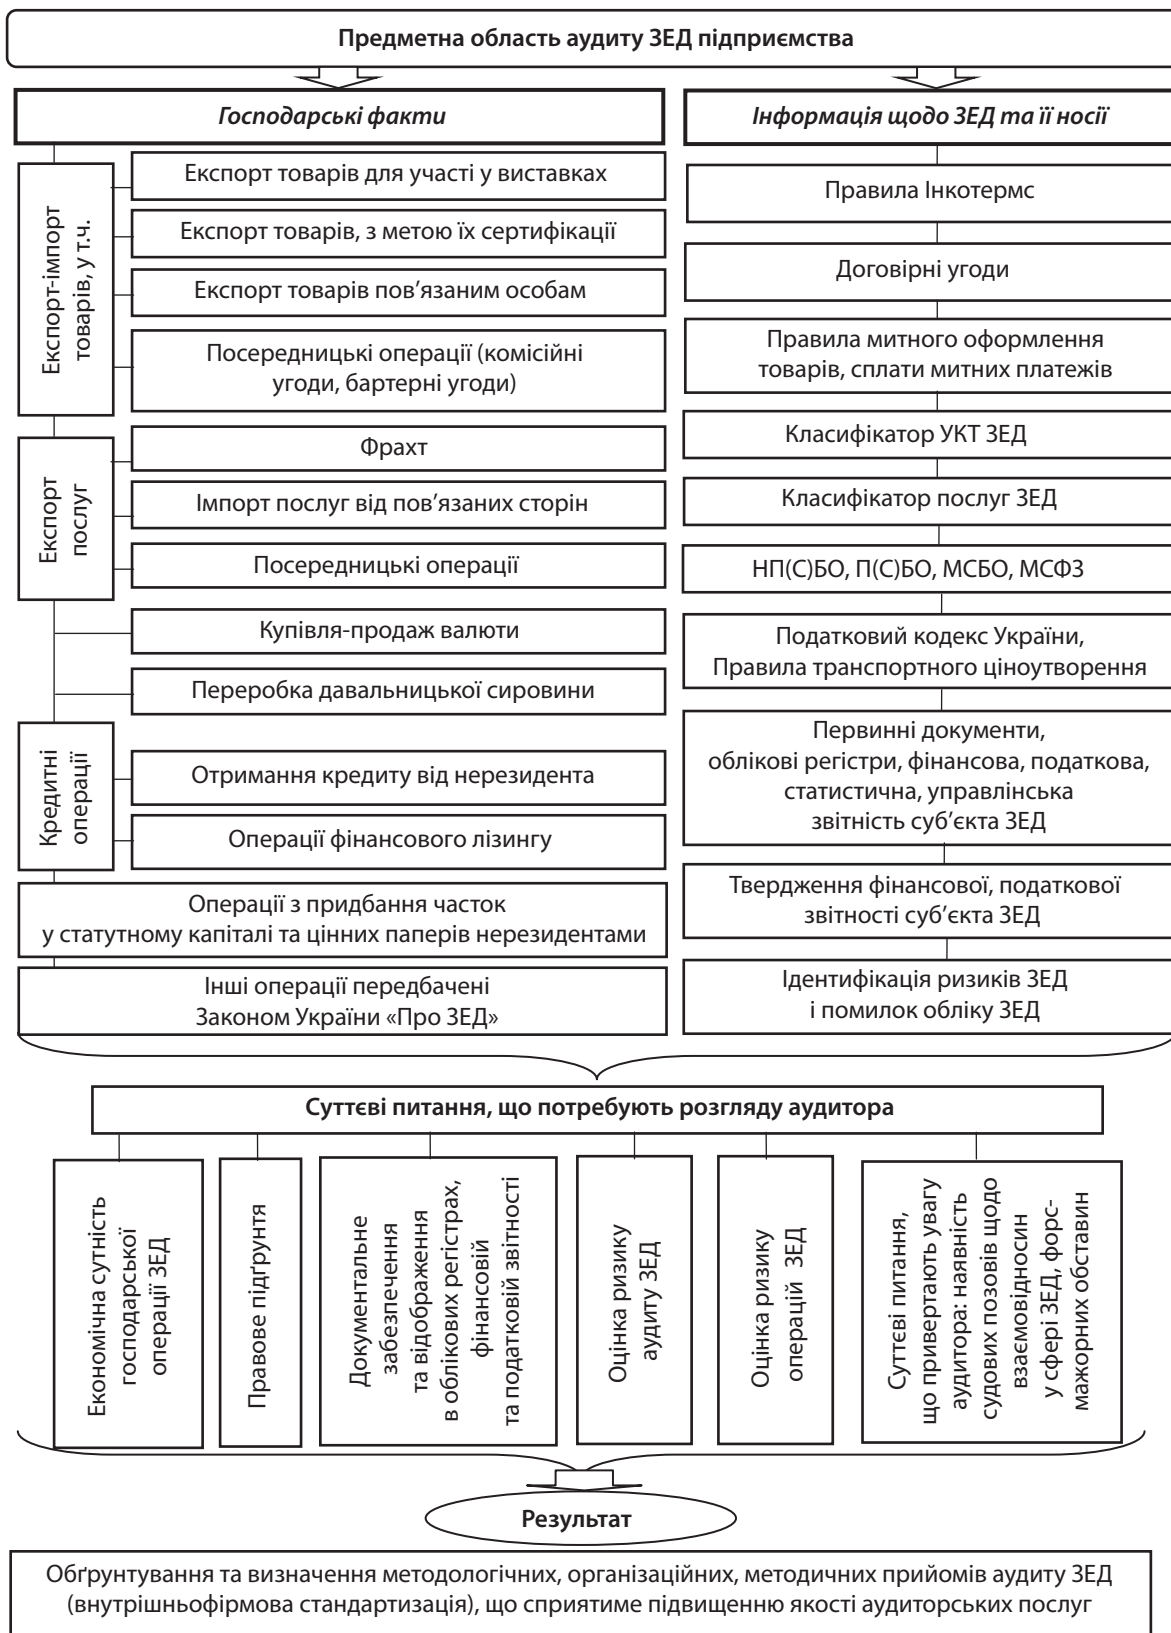 Предметна область аудиту ЗЕД підприємства
Господарські факти
Експорт-імпорт
товарів, у т.ч.
Експорт товарів для участі у виставках
Експорт товарів, з метою їх сертифікації
Експорт товарів пов’язаним особам
Посередницькі операції (комісійні
угоди, бартерні угоди)
Експорт
послуг
Фрахт
Імпорт послуг від пов’язаних сторін
Посередницькі операції
Купівля-продаж валюти
Переробка давальницької сировини
Кредитні
операції
Отримання кредиту від нерезидента
Операції фінансового лізингу
Операції з придбання часток
у статутному капіталі та цінних паперів нерезидентами
Інші операції передбачені
Законом України «Про ЗЕД»
Інформація щодо ЗЕД та її носії
Правила Інкотермс
Договірні угоди
Правила митного оформлення
товарів, сплати митних платежів
Класифікатор УКТ ЗЕД
Класифікатор послуг ЗЕД
НП(С)БО, П(С)БО, МСБО, МСФЗ
Податковий кодекс України,
Правила транспортного ціноутворення
Первинні документи,
облікові регістри, фінансова, податкова,
статистична, управлінська
звітність суб’єкта ЗЕД
Твердження фінансової, податкової
звітності суб’єкта ЗЕД
Ідентифікація ризиків ЗЕД
і помилок обліку ЗЕД
Суттєві питання, що потребують розгляду аудитора
Економічна сутність
господарської
операції ЗЕД
Правове підґрунтя
Документальне
забезпечення
та відображення
в облікових регістрах,
фінансовій
та податковій звітності
Оцінка ризику
аудиту ЗЕД
Оцінка ризику
операцій ЗЕД
Суттєві питання,
що привертають увагу
аудитора: наявність
судових позовів щодо
взаємовідносин
у сфері ЗЕД, форс-
мажорних обставин
Результат
Обґрунтування та визначення методологічних, організаційних, методичних прийомів аудиту ЗЕД
(внутрішньофірмова стандартизація), що сприятиме підвищенню якості аудиторських послуг